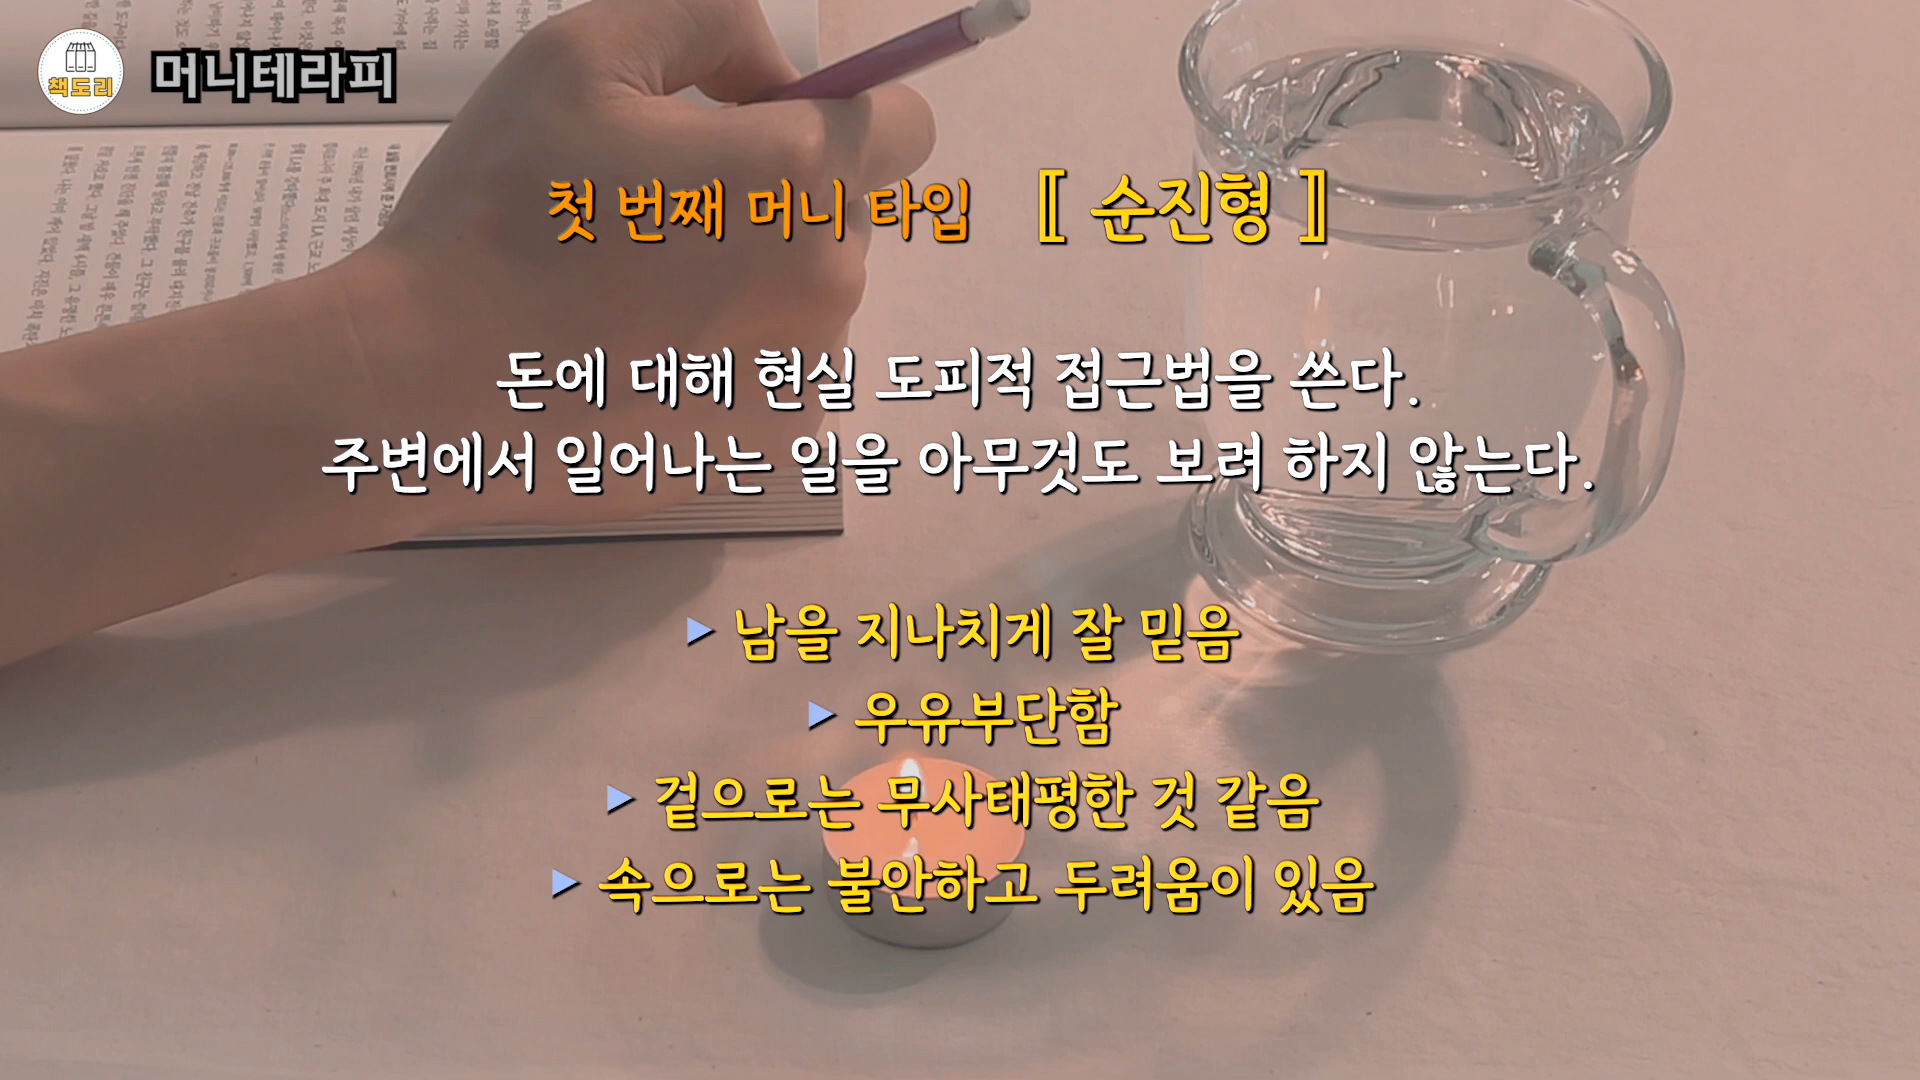 책도리
머니테라피
첫 번째 머니 타입 〚 순진형 〛
돈에 대해 현실 도피적 접근법을 쓴다.
주변에서 일어나는 일을 아무것도 보려 하지 않는다.
▶ 남을 지나치게 잘 믿음
▶ 우유부단함
▶ 겉으로는 무사태평한 것 같음
▶ 속으로는 불안하고 두려움이 있음